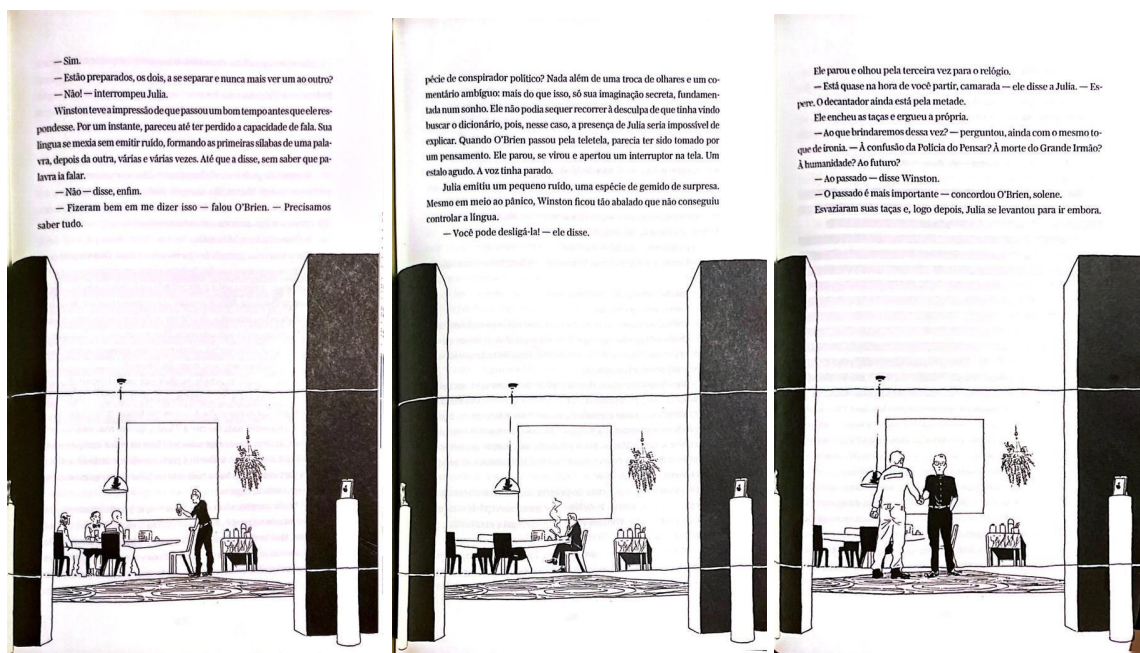 — Sim.
— Estão preparados, os dois, a se separar e nunca mais ver um ao outro?
— Não! — interrompeu Julia.
Winston teve a impressão de que passou um bom tempo antes que ele res-
pondesse. Por um instante, pareceu até ter perdido a capacidade de fala. Sua
língua se mexia sem emitir ruído, formando as primeiras sílabas de uma pala-
vra, depois da outra, várias e várias vezes. Até que a disse, sem saber que pa-
lavra ia falar.
— Não — disse, enfim.
— Fizeram bem em me dizer isso — falou O'Brien. — Precisamos
saber tudo.
pécie de conspirador político? Nada além de uma troca de olhares e um co-
mentário ambíguo: mais do que isso, só sua imaginação secreta, fundamen-
tada num sonho. Ele não podia sequer recorrer à desculpa de que tinha vindo
buscar o dicionário, pois, nesse caso, a presença de Julia seria impossível de
explicar. Quando O'Brien passou pela teletela, parecia ter sido tomado por
um pensamento. Ele parou, se virou e apertou um interruptor na tela. Um
estalo agudo. A voz tinha parado.
Julia emitiu um pequeno ruído, uma espécie de gemido de surpresa.
Mesmo em meio ao pânico, Winston ficou tão abalado que não conseguiu
controlar a língua.
— Você pode desligá-la! — ele disse.
Ele parou e olhou pela terceira vez para o relógio.
— Está quase na hora de você partir, camarada — ele disse a Julia. — Es-
pere. O decantador ainda está pela metade.
Ele encheu as taças e ergueu a própria.
— Ao que brindaremos dessa vez? — perguntou, ainda com o mesmo to-
que de ironia. — À confusão da Polícia do Pensar? À morte do Grande Irmão?
À humanidade? Ao futuro?
— Ao passado — disse Winston.
— O passado é mais importante — concordou O'Brien, solene.
Esvaziaram suas taças e, logo depois, Julia se levantou para ir embora.